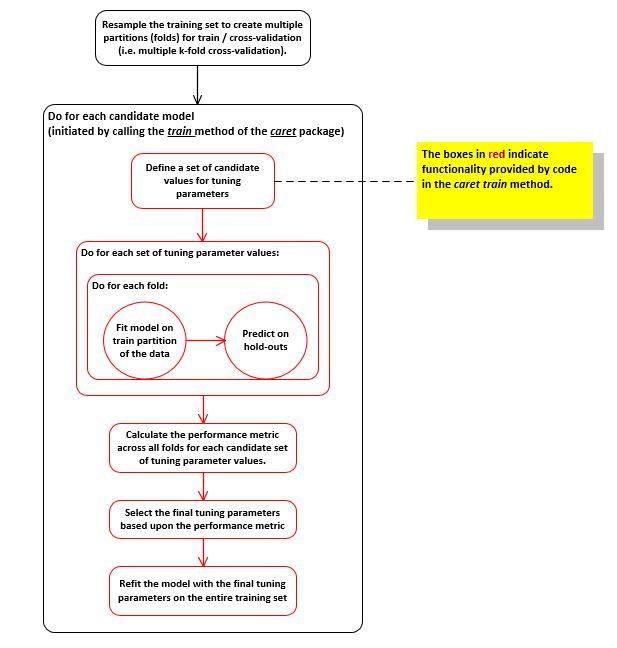 Resample the training set to create multiple
partitions (folds) for train / cross-validation
(i.e. multiple k-fold cross-validation).
Do for each candidate model
(initiated by calling the train method of the caret package)
Define a set of candidate
values for tuning
parameters
The boxes in red indicate
functionality provided by code
in the caret train method.
Do for each set of tuning parameter values:
Do for each fold:
Fit model on
train partition
of the data
Predict on
hold-outs
Calculate the performance metric
across all folds for each candidate set
of tuning parameter values.
Select the final tuning parameters
based upon the performance metric
Refit the model with the final tuning
parameters on the entire training set